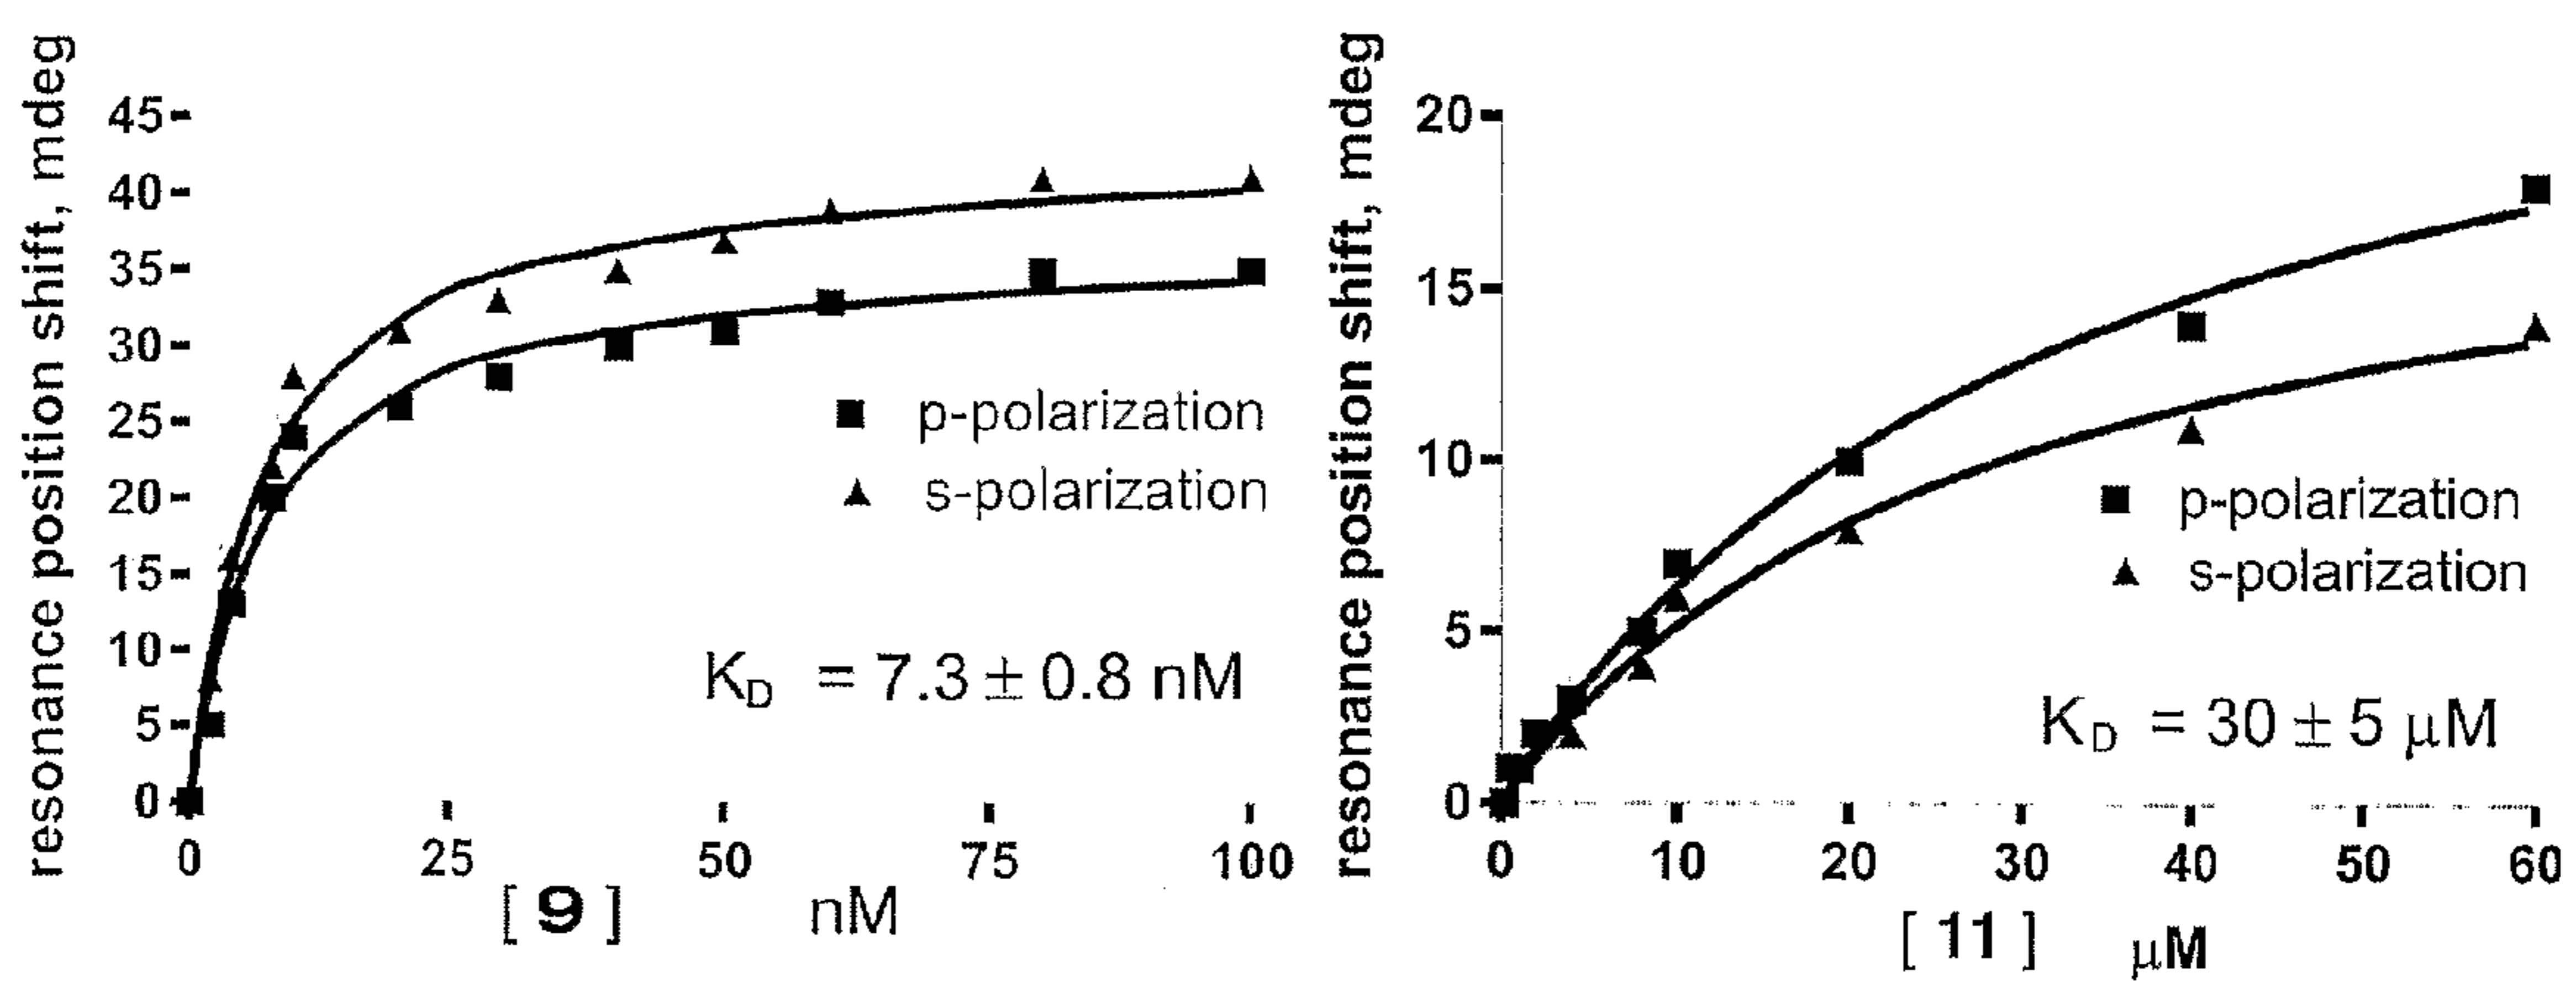 resonance position shift, mdeg
45
40
35
30
25
20
15
10
5
0
p-polarization
s-polarization
K_D = 7.3 ± 0.8 nM
0 25 50 75 100
[ 9 ] nM
resonance position shift, mdeg
20
15
10
5
0
p-polarization
s-polarization
K_D = 30 ± 5 μM
0 10 20 30 40 50 60
[ 11 ] μM